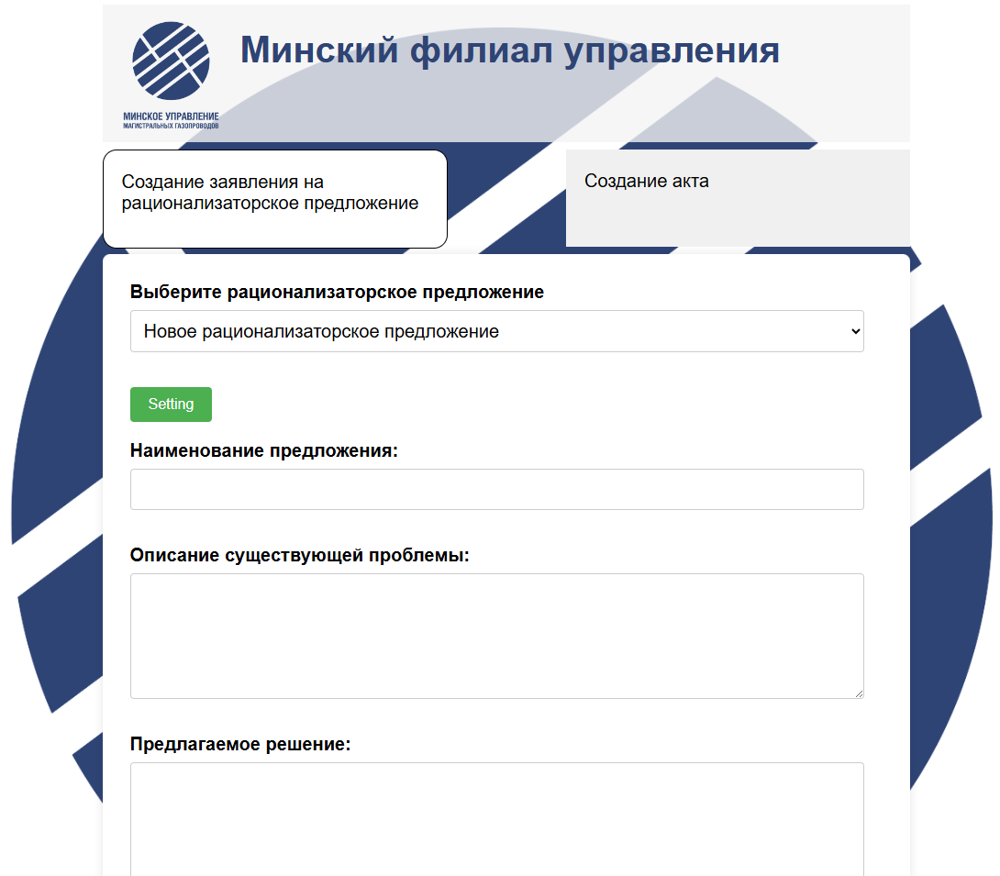 Минский филиал управления
МИНСКОЕ УПРАВЛЕНИЕ
МАГИСТРАЛЬНЫХ ГАЗОПРОВОДОВ
Создание заявления на
рационализаторское предложение
Создание акта
Выберите рационализаторское предложение
Новое рационализаторское предложение
Setting
Наименование предложения:
Описание существующей проблемы:
Предлагаемое решение: